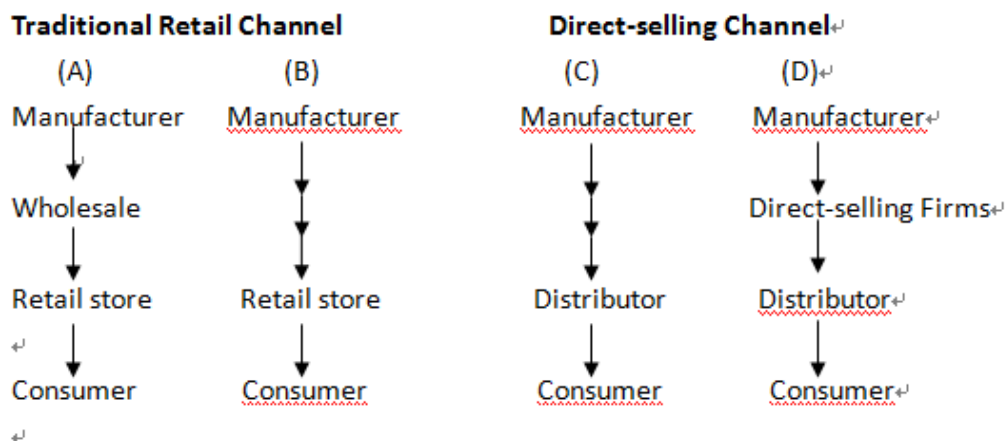 Traditional Retail Channel Direct-selling Channel
(A) (B) (C) (D)
Manufacturer Manufacturer Manufacturer Manufacturer
Wholesale Direct-selling Firms
Retail store Retail store Distributor Distributor
Consumer Consumer Consumer Consumer